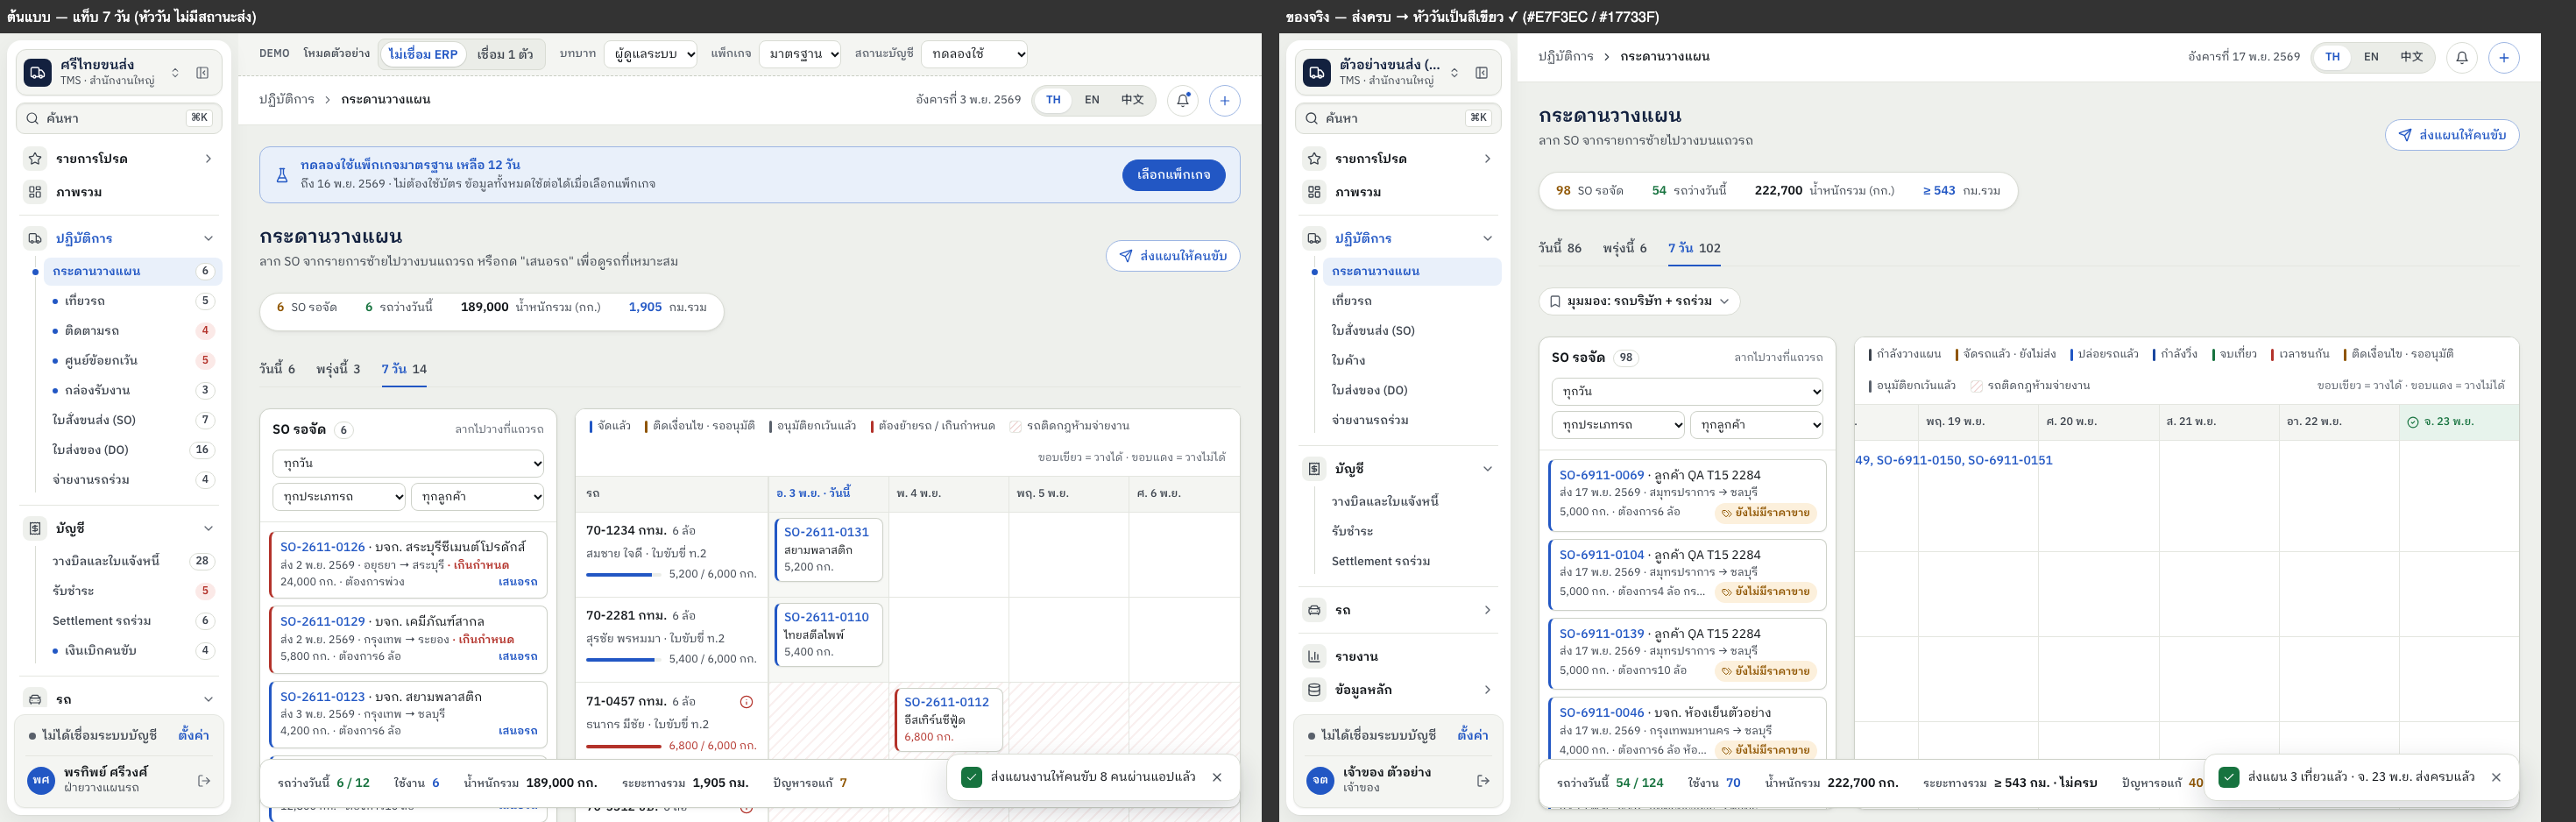 ต้นแบบ — แท็บ 7 วัน (หัววัน ไม่มีสถานะส่ง)
ศรีไทยขนส่ง
TMS · สำนักงานใหญ่
ค้นหา ⌘K
รายการโปรด
ภาพรวม
ปฏิบัติการ
กระดานวางแผน 6
เที่ยวรถ 5
ติดตามรถ 4
ศูนย์ข้อยกเว้น 5
กล่องรับงาน 3
ใบสั่งขนส่ง (SO) 7
ใบส่งของ (DO) 16
จ่ายงานรถร่วม 4
บัญชี
วางบิลและใบแจ้งหนี้ 28
รับชำระ 5
Settlement รถร่วม 6
เงินเบิกคนขับ 4
รถ
ไม่ได้เชื่อมระบบบัญชี ตั้งค่า
พศ พรทิพย์ ศรีวงศ์
ฝ่ายวางแผนรถ
DEMO โหมดตัวอย่าง ไม่เชื่อม ERP เชื่อม 1 ตัว บทบาท ผู้ดูแลระบบ แพ็กเกจ มาตรฐาน สถานะบัญชี ทดลองใช้
ปฏิบัติการ > กระดานวางแผน อังคารที่ 3 พ.ย. 2569 TH EN 中文
ทดลองใช้แพ็กเกจมาตรฐาน เหลือ 12 วัน
ถึง 16 พ.ย. 2569 · ไม่ต้องใช้บัตร ข้อมูลทั้งหมดใช้ต่อได้เมื่อเลือกแพ็กเกจ
เลือกแพ็กเกจ
กระดานวางแผน
ลาก SO จากรายการซ้ายไปวางบนแถวรถ หรือกด "เสนอรถ" เพื่อดูรถที่เหมาะสม
ส่งแผนให้คนขับ
6 SO รอจัด 6 รถว่างวันนี้ 189,000 น้ำหนักรวม (กก.) 1,905 กม.รวม
วันนี้ 6 พรุ่งนี้ 3 7 วัน 14
SO รอจัด 6 ลากไปวางที่แถวรถ
ทุกวัน
ทุกประเภทรถ ทุกลูกค้า
SO-2611-0126 · บจก. สระบุรีซีเมนต์โปรดักส์
ส่ง 2 พ.ย. 2569 · อยุธยา → สระบุรี · เกินกำหนด
24,000 กก. · ต้องการพ่วง เสนอรถ
SO-2611-0129 · บจก. เคมีภัณฑ์สากล
ส่ง 2 พ.ย. 2569 · กรุงเทพ → ระยอง · เกินกำหนด
5,800 กก. · ต้องการ6 ล้อ เสนอรถ
SO-2611-0123 · บจก. สยามพลาสติก
ส่ง 3 พ.ย. 2569 · กรุงเทพ → ชลบุรี
4,200 กก. · ต้องการ6 ล้อ เสนอรถ
จัดแล้ว ติดเงื่อนไข · รออนุมัติ อนุมัติยกเว้นแล้ว ต้องย้ายรถ / เกินกำหนด รถติดกฎห้ามจ่ายงาน
ขอบเขียว = วางได้ · ขอบแดง = วางไม่ได้
รถ อ. 3 พ.ย. · วันนี้ พ. 4 พ.ย. พฤ. 5 พ.ย. ศ. 6 พ.ย.
70-1234 กทม. 6 ล้อ
สมชาย ใจดี · ใบขับขี่ ท.2
5,200 / 6,000 กก.
SO-2611-0131
สยามพลาสติก
5,200 กก.
70-2281 กทม. 6 ล้อ
สุรชัย พรหมมา · ใบขับขี่ ท.2
5,400 / 6,000 กก.
SO-2611-0110
ไทยสตีลไพพ์
5,400 กก.
71-0457 กทม. 6 ล้อ
ธนากร มีชัย · ใบขับขี่ ท.2
6,800 / 6,000 กก.
SO-2611-0112
อีสเทิร์นซีฟู้ด
6,800 กก.
รถว่างวันนี้ 6 / 12 ใช้งาน 6 น้ำหนักรวม 189,000 กก. ระยะทางรวม 1,905 กม. ปัญหารอแก้ 7
ส่งแผนงานให้คนขับ 8 คนผ่านแอปแล้ว
ของจริง — ส่งครบ → หัววันเป็นสีเขียว ✓ (#E7F3EC / #17733F)
ตัวอย่างขนส่ง (...
TMS · สำนักงานใหญ่
ค้นหา ⌘K
รายการโปรด
ภาพรวม
ปฏิบัติการ
กระดานวางแผน
เที่ยวรถ
ใบสั่งขนส่ง (SO)
ใบค้าง
ใบส่งของ (DO)
จ่ายงานรถร่วม
บัญชี
วางบิลและใบแจ้งหนี้
รับชำระ
Settlement รถร่วม
รถ
รายงาน
ข้อมูลหลัก
ไม่ได้เชื่อมระบบบัญชี ตั้งค่า
จต เจ้าของ ตัวอย่าง
เจ้าของ
ปฏิบัติการ > กระดานวางแผน อังคารที่ 17 พ.ย. 2569 TH EN 中文
กระดานวางแผน
ลาก SO จากรายการซ้ายไปวางบนแถวรถ
ส่งแผนให้คนขับ
98 SO รอจัด 54 รถว่างวันนี้ 222,700 น้ำหนักรวม (กก.) ≥ 543 กม.รวม
วันนี้ 86 พรุ่งนี้ 6 7 วัน 102
มุมมอง: รถบริษัท + รถร่วม
SO รอจัด 98 ลากไปวางที่แถวรถ
ทุกวัน
ทุกประเภทรถ ทุกลูกค้า
SO-6911-0069 · ลูกค้า QA T15 2284
ส่ง 17 พ.ย. 2569 · สมุทรปราการ → ชลบุรี
5,000 กก. · ต้องการ6 ล้อ ยังไม่มีราคาขาย
SO-6911-0104 · ลูกค้า QA T15 2284
ส่ง 17 พ.ย. 2569 · สมุทรปราการ → ชลบุรี
5,000 กก. · ต้องการ4 ล้อ กร... ยังไม่มีราคาขาย
SO-6911-0139 · ลูกค้า QA T15 2284
ส่ง 17 พ.ย. 2569 · สมุทรปราการ → ชลบุรี
5,000 กก. · ต้องการ10 ล้อ ยังไม่มีราคาขาย
SO-6911-0046 · บจก. ห้องเย็นตัวอย่าง
ส่ง 17 พ.ย. 2569 · กรุงเทพมหานคร → ชลบุรี
4,000 กก. · ต้องการ6 ล้อ ห้อ... ยังไม่มีราคาขาย
กำลังวางแผน จัดรถแล้ว · ยังไม่ส่ง ปล่อยรถแล้ว กำลังวิ่ง จบเที่ยว เวลาชนกัน ติดเงื่อนไข · รออนุมัติ
อนุมัติยกเว้นแล้ว รถติดกฎห้ามจ่ายงาน ขอบเขียว = วางได้ · ขอบแดง = วางไม่ได้
พฤ. 19 พ.ย. ศ. 20 พ.ย. ส. 21 พ.ย. อา. 22 พ.ย. จ. 23 พ.ย.
49, SO-6911-0150, SO-6911-0151
รถว่างวันนี้ 54 / 124 ใช้งาน 70 น้ำหนักรวม 222,700 กก. ระยะทางรวม ≥ 543 กม. · ไม่ครบ ปัญหารอแก้ 40
ส่งแผน 3 เที่ยวแล้ว · จ. 23 พ.ย. ส่งครบแล้ว